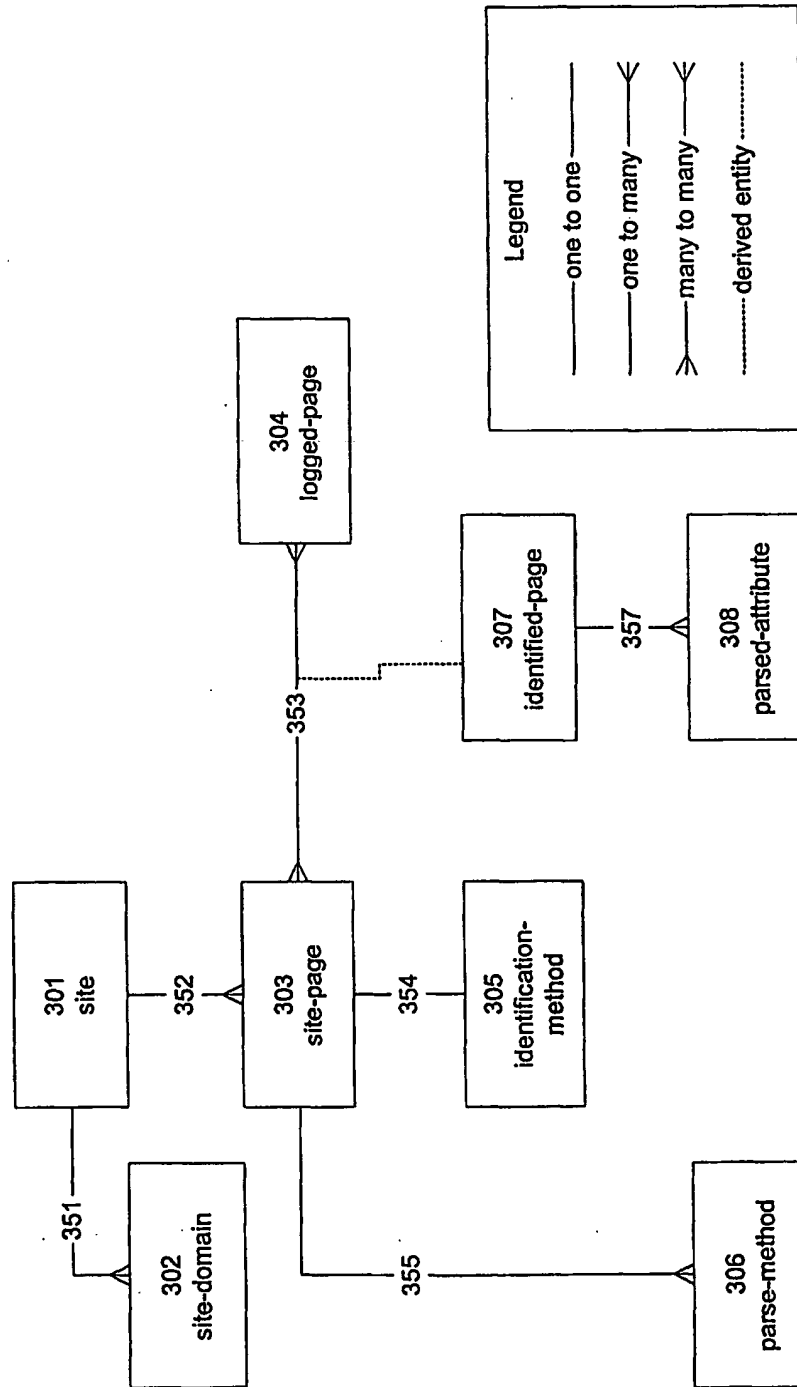 301
site
351
352
302
site-domain
303
site-page
353
304
logged-page
354
355
305
identification-
method
307
identified-page
357
306
parse-method
308
parsed-attribute
Legend
one to one
one to many
many to many
derived entity